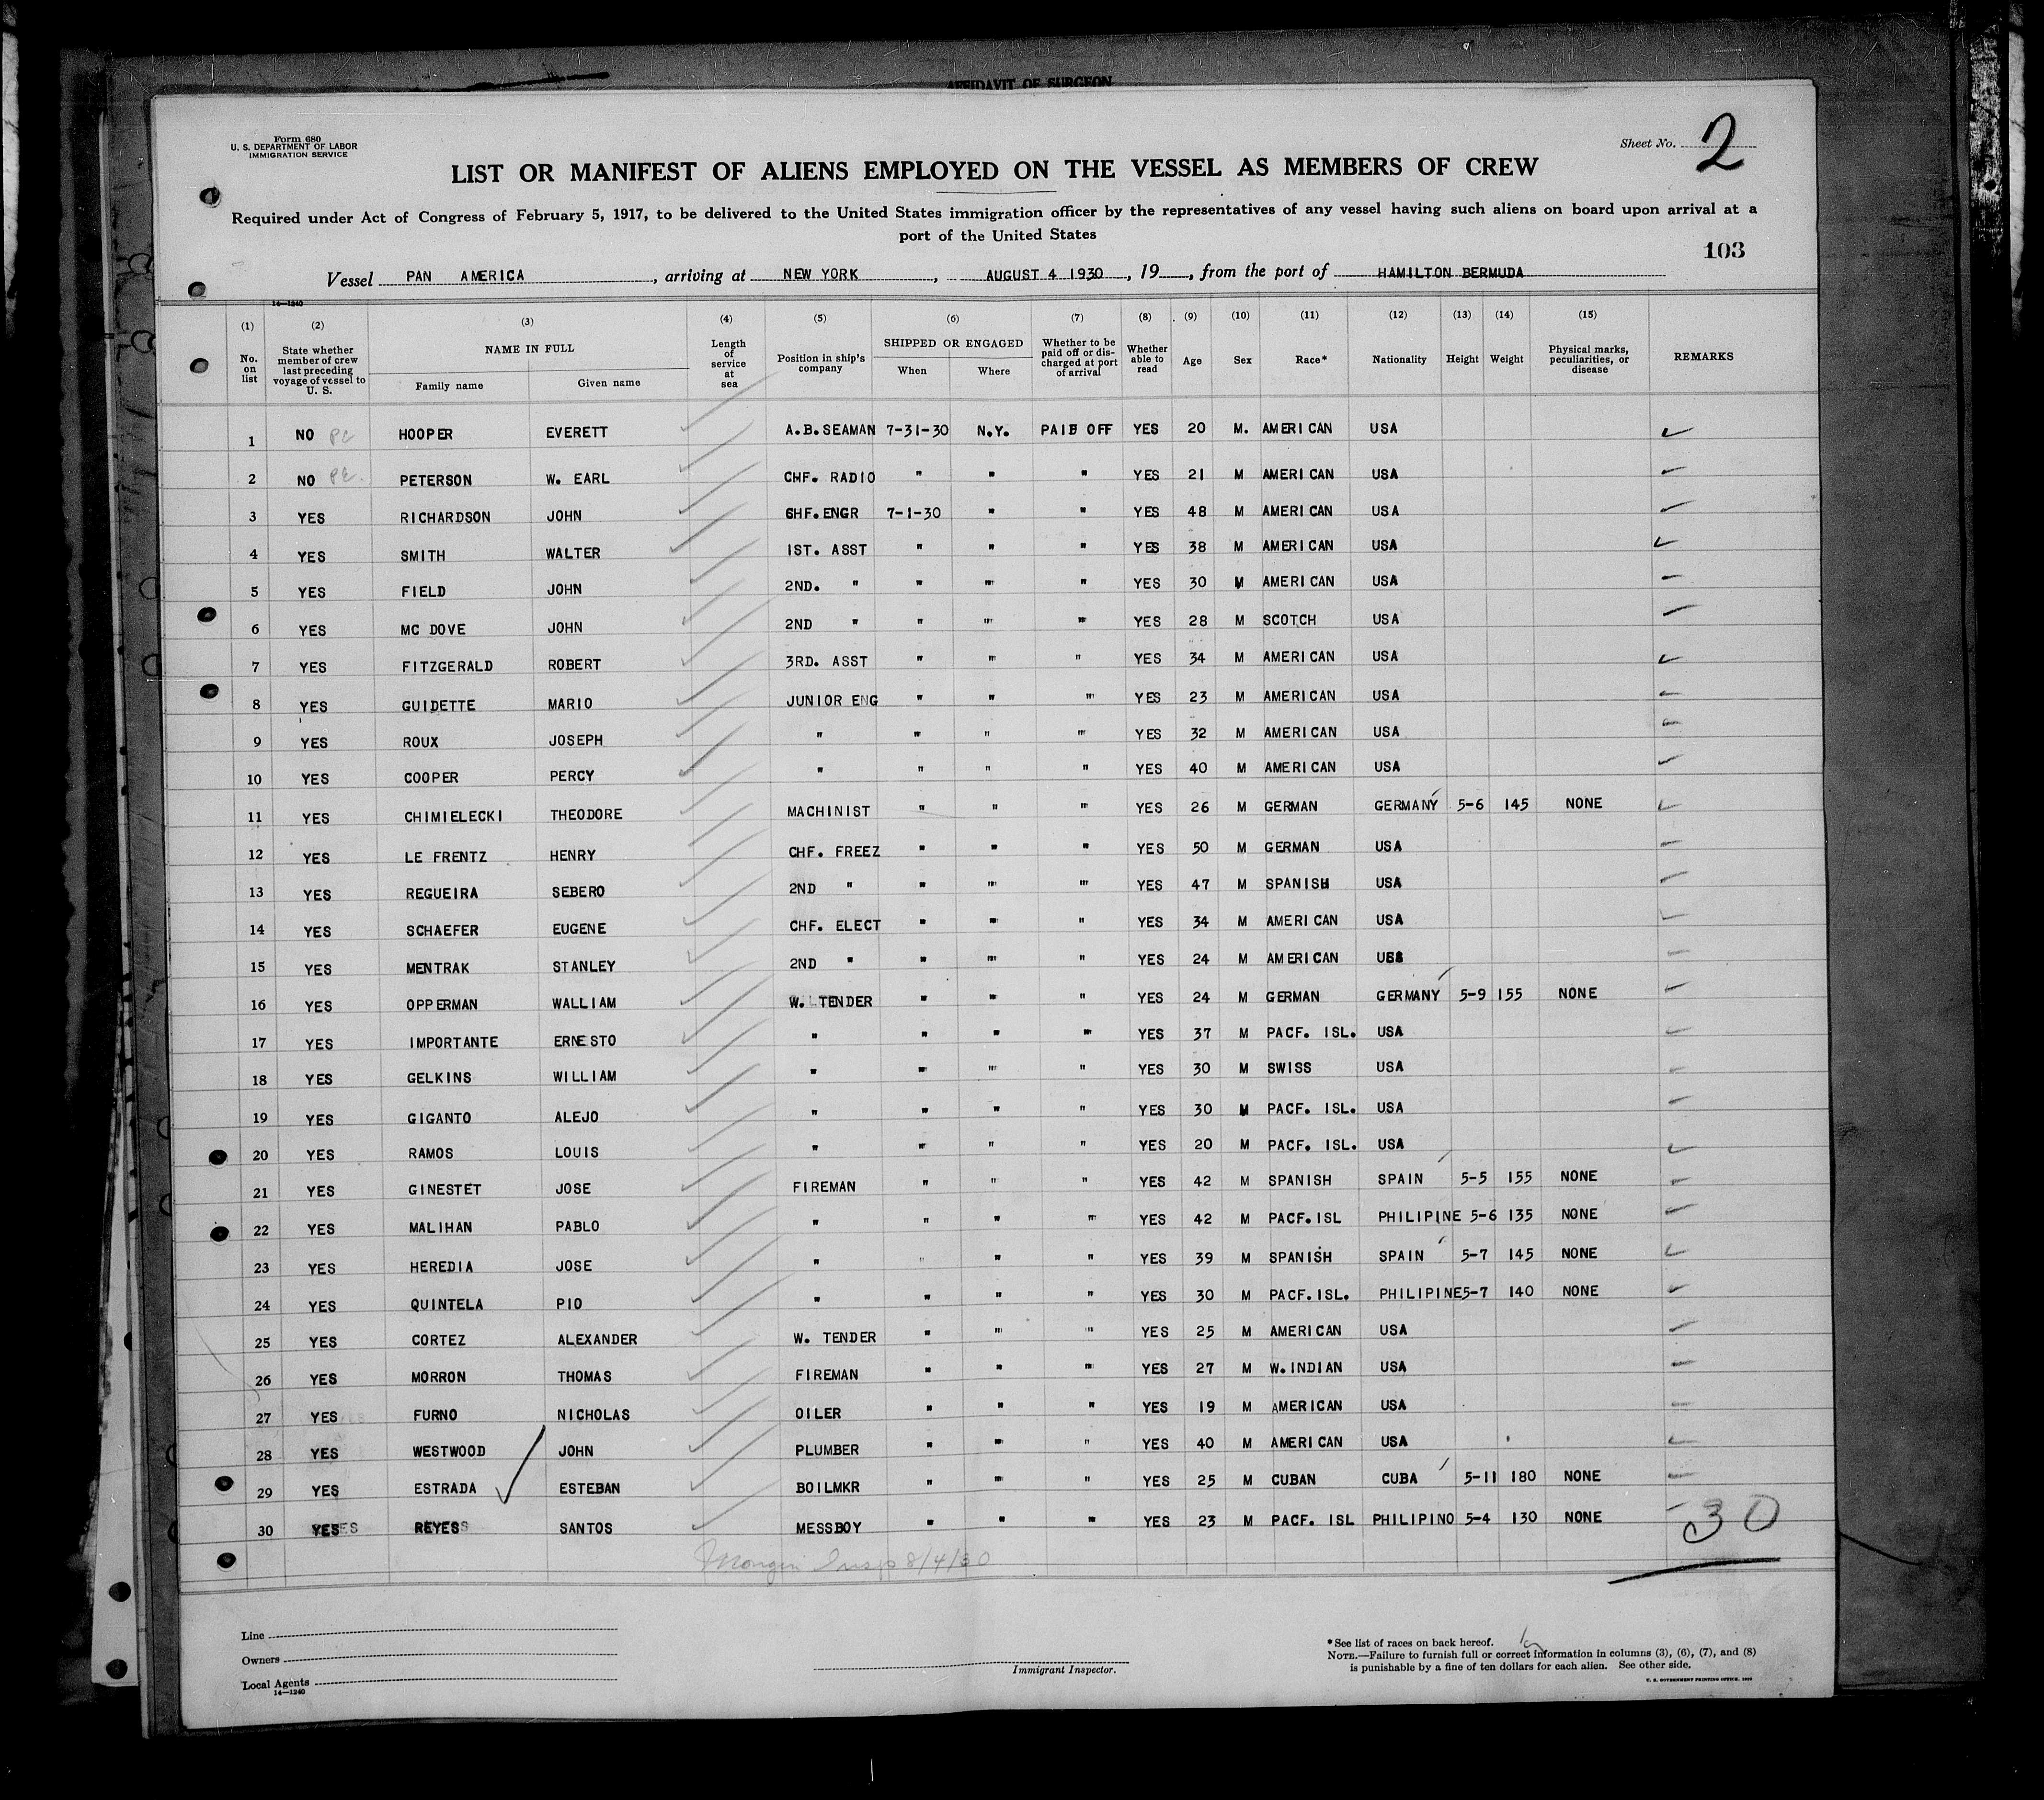 AFFIDAVIT OF SURGEON
Form 680
U. S. DEPARTMENT OF LABOR
IMMIGRATION SERVICE
Sheet No. 2
LIST OR MANIFEST OF ALIENS EMPLOYED ON THE VESSEL AS MEMBERS OF CREW
Required under Act of Congress of February 5, 1917, to be delivered to the United States immigration officer by the representatives of any vessel having such aliens on board upon arrival at a
port of the United States
103
Vessel PAN AMERICA, arriving at NEW YORK, AUGUST 4 1930, 19, from the port of HAMILTON BERMUDA
14—1240
(1) (2) (3) (4) (5) (6) (7) (8) (9) (10) (11) (12) (13) (14) (15)
No. on list State whether member of crew last preceding voyage of vessel to U. S. NAME IN FULL Family name Given name Length of service at sea Position in ship's company SHIPPED OR ENGAGED When Where Whether to be paid off or discharged at port of arrival Whether able to read Age Sex Race* Nationality Height Weight Physical marks, peculiarities, or disease REMARKS
1 NO HOOPER EVERETT A.B.SEAMAN 7-31-30 N.Y. PAID OFF YES 20 M. AMERICAN USA
2 NO PETERSON W. EARL CHF. RADIO " " " YES 21 M AMERICAN USA
3 YES RICHARDSON JOHN CHF.ENGR 7-1-30 " " YES 48 M AMERICAN USA
4 YES SMITH WALTER 1ST. ASST " " " YES 38 M AMERICAN USA
5 YES FIELD JOHN 2ND. " " " " YES 30 M AMERICAN USA
6 YES MC DOVE JOHN 2ND " " " " YES 28 M SCOTCH USA
7 YES FITZGERALD ROBERT 3RD. ASST " " " YES 34 M AMERICAN USA
8 YES GUIDETTE MARIO JUNIOR ENG " " " YES 23 M AMERICAN USA
9 YES ROUX JOSEPH " " " " YES 32 M AMERICAN USA
10 YES COOPER PERCY " " " " YES 40 M AMERICAN USA
11 YES CHIMIELECKI THEODORE MACHINIST " " " YES 26 M GERMAN GERMANY 5-6 145 NONE
12 YES LE FRENTZ HENRY CHF. FREEZ " " " YES 50 M GERMAN USA
13 YES REGUEIRA SEBERO 2ND " " " " YES 47 M SPANISH USA
14 YES SCHAEFER EUGENE CHF. ELECT " " " YES 34 M AMERICAN USA
15 YES MENTRAK STANLEY 2ND " " " " YES 24 M AMERICAN USS
16 YES OPPERMAN WALLIAM W. TENDER " " " YES 24 M GERMAN GERMANY 5-9 155 NONE
17 YES IMPORTANTE ERNESTO " " " " YES 37 M PACF. ISL. USA
18 YES GELKINS WILLIAM " " " " YES 30 M SWISS USA
19 YES GIGANTO ALEJO " " " " YES 30 M PACF. ISL. USA
20 YES RAMOS LOUIS " " " " YES 20 M PACF. ISL. USA
21 YES GINESTET JOSE FIREMAN " " " YES 42 M SPANISH SPAIN 5-5 155 NONE
22 YES MALIHAN PABLO " " " " YES 42 M PACF.ISL PHILIPINE 5-6 135 NONE
23 YES HEREDIA JOSE " " " " YES 39 M SPANISH SPAIN 5-7 145 NONE
24 YES QUINTELA PIO " " " " YES 30 M PACF.ISL. PHILIPINE 5-7 140 NONE
25 YES CORTEZ ALEXANDER W. TENDER " " " YES 25 M AMERICAN USA
26 YES MORRON THOMAS FIREMAN " " " YES 27 M W.INDIAN USA
27 YES FURNO NICHOLAS OILER " " " YES 19 M AMERICAN USA
28 YES WESTWOOD JOHN PLUMBER " " " YES 40 M AMERICAN USA
29 YES ESTRADA ESTEBAN BOILMKR " " " YES 25 M CUBAN CUBA 5-11 180 NONE
30 YES REYES SANTOS MESSBOY " " " YES 23 M PACF. ISL PHILIPINO 5-4 130 NONE
30
Insp 8/4/30
Line
Owners
Local Agents
14—1240
Immigrant Inspector.
*See list of races on back hereof.
NOTE.—Failure to furnish full or correct information in columns (3), (6), (7), and (8)
is punishable by a fine of ten dollars for each alien. See other side.